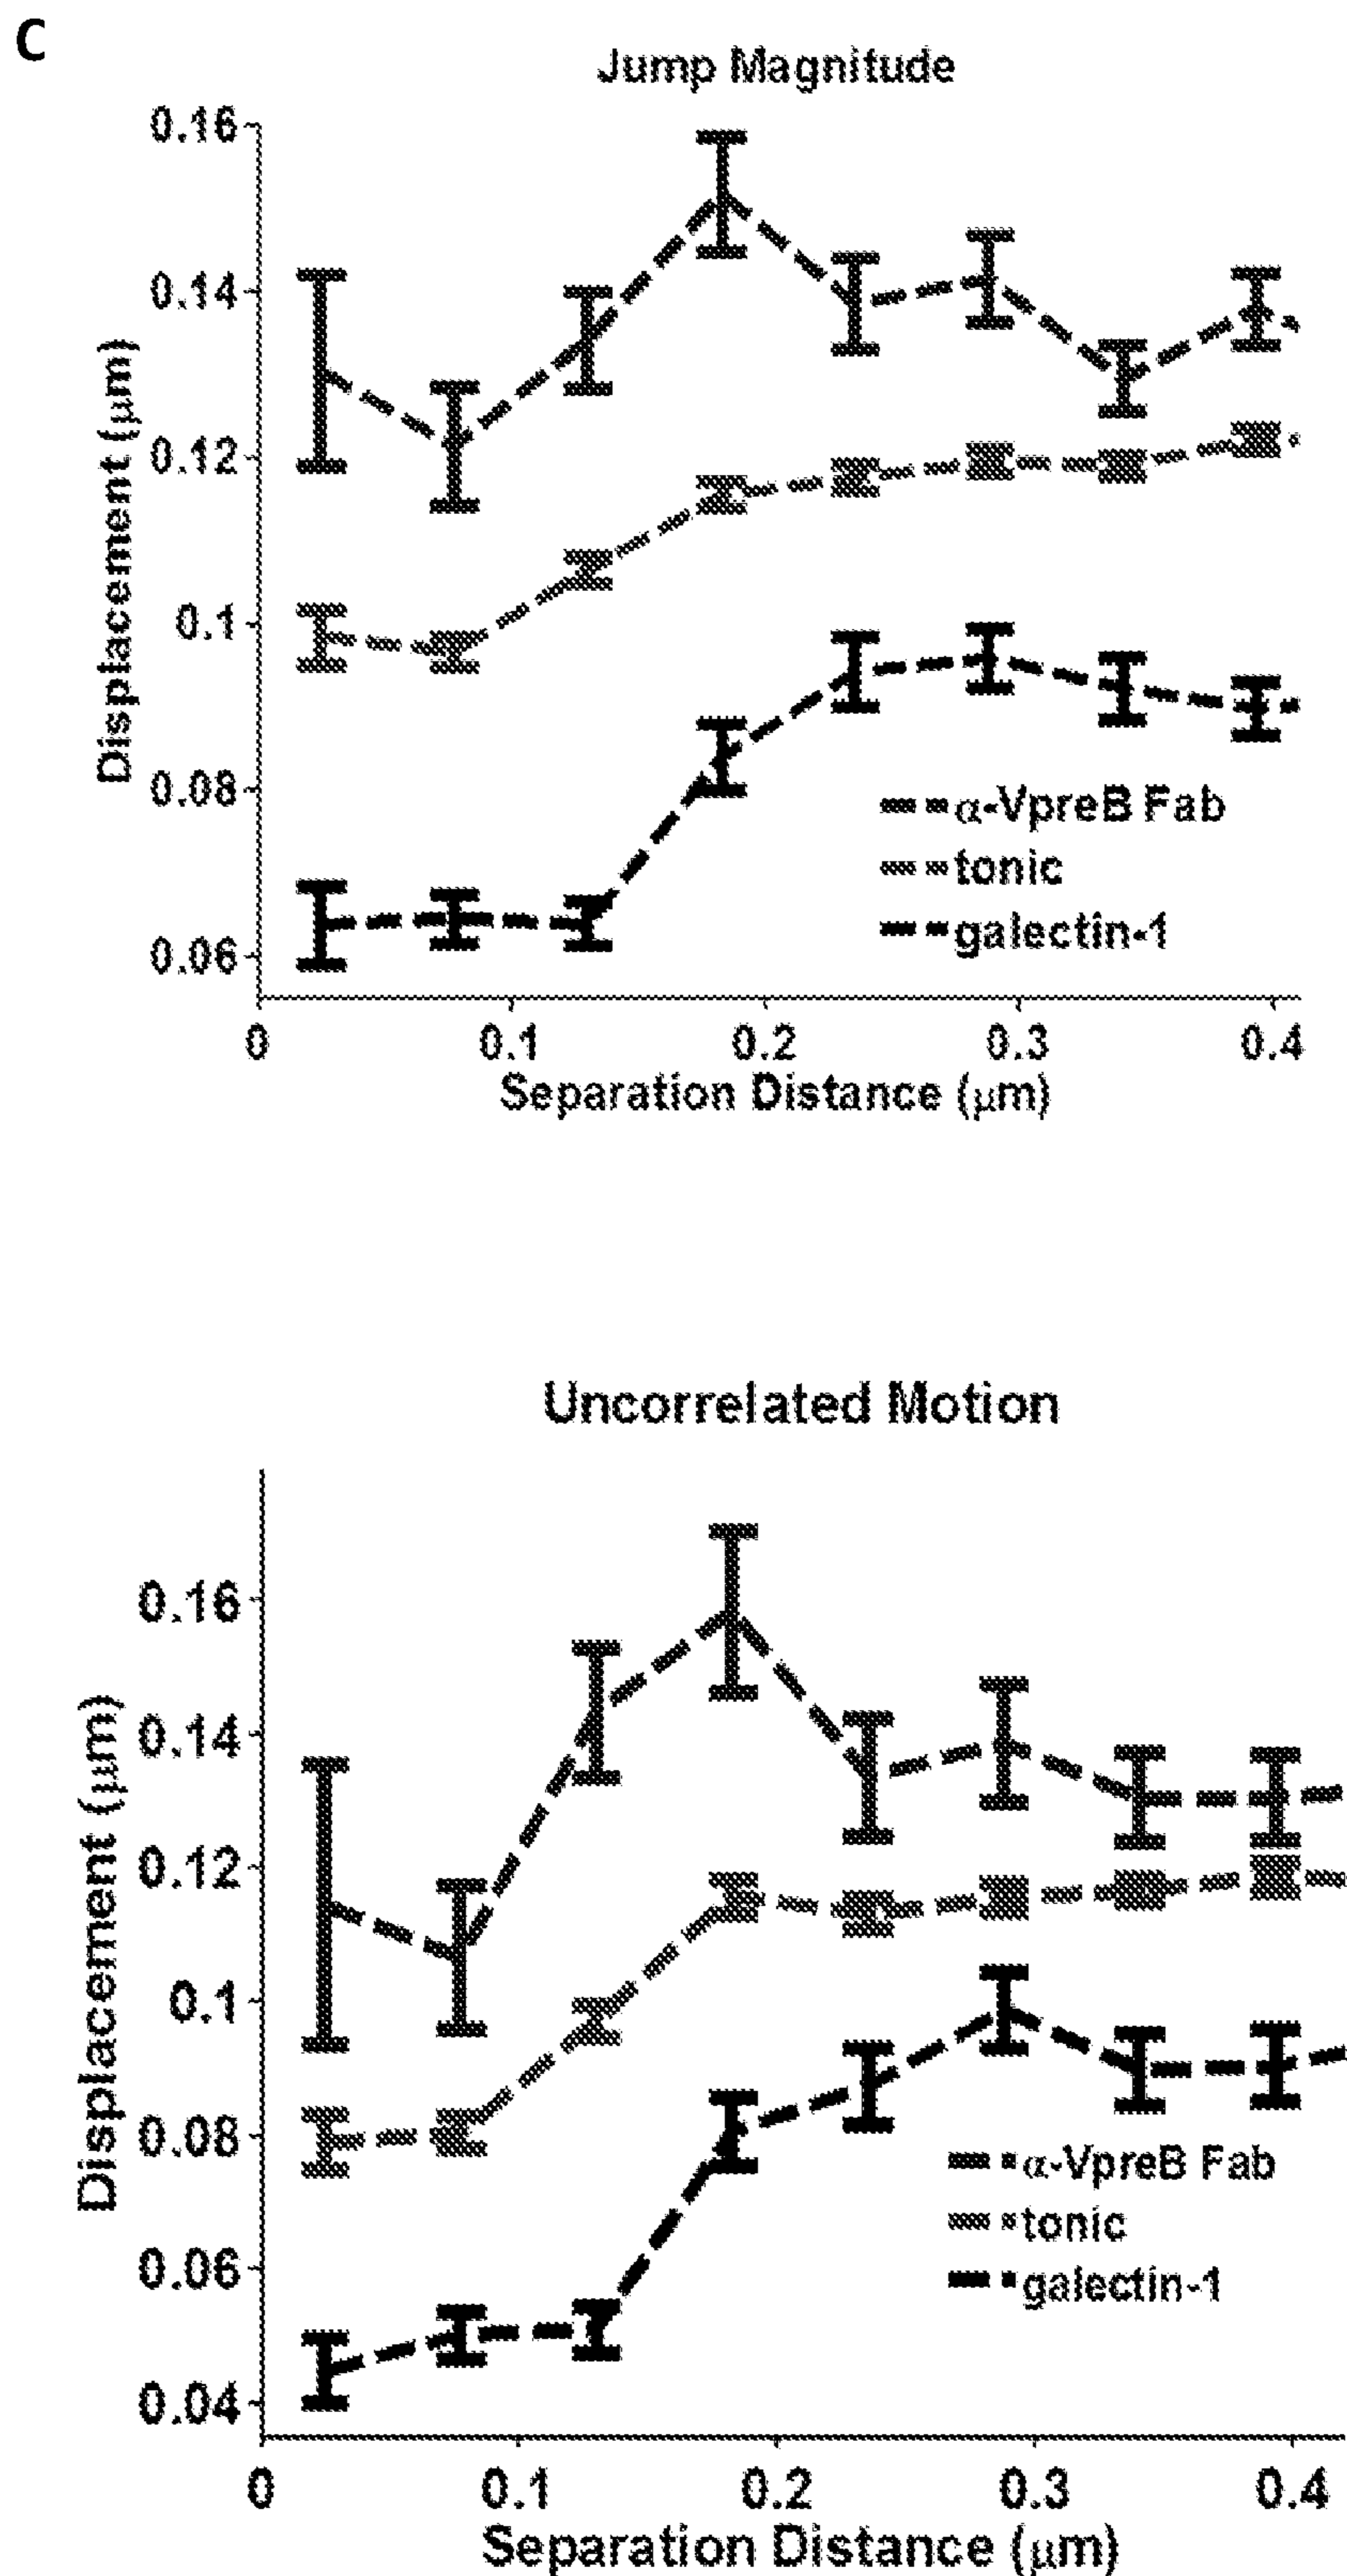 C
Jump Magnitude
0.16
0.14
0.12
0.1
0.08
0.06
Displacement (μm)
α-VpreB Fab
tonic
galectin-1
0 0.1 0.2 0.3 0.4
Separation Distance (μm)
Uncorrelated Motion
0.16
0.14
0.12
0.1
0.08
0.06
0.04
Displacement (μm)
α-VpreB Fab
tonic
galectin-1
0 0.1 0.2 0.3 0.4
Separation Distance (μm)